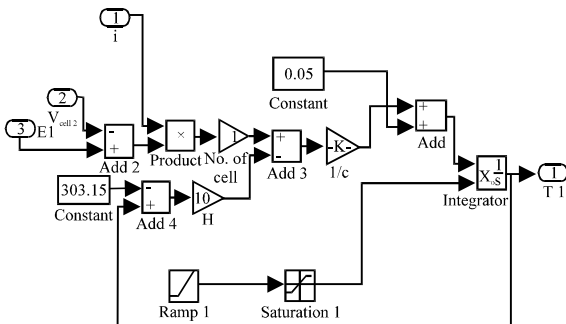 1
i
0.05
Constant
2
V cell 2
3
E1
-
+
Add 2
×
Product
1
No. of
cell
+
-
Add 3
-K-
1/c
+
+
Add
303.15
Constant
-
+
Add 4
10
H
X₀ 1/s
Integrator
1
T 1
Ramp 1
Saturation 1